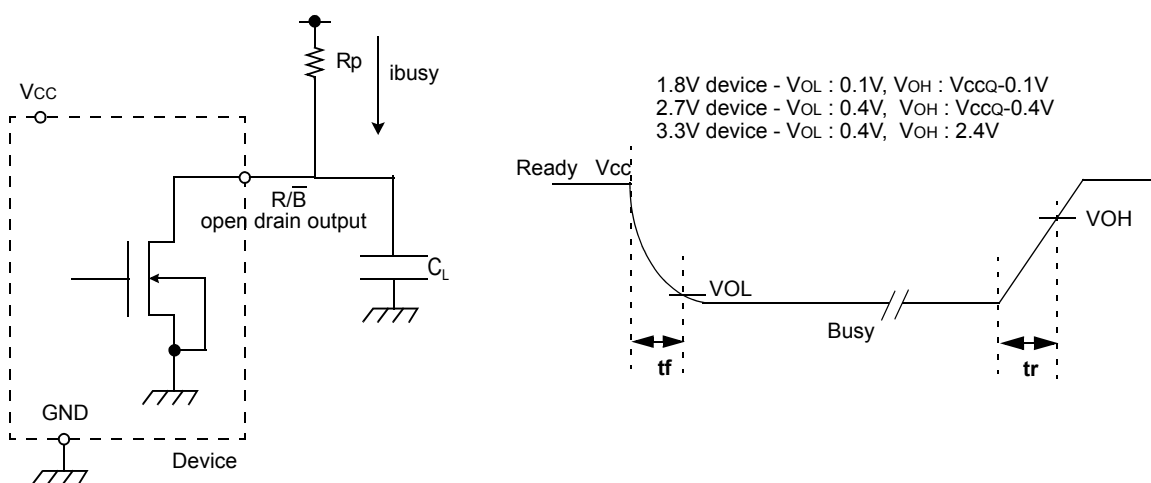 Rp
ibusy
VCC
R/B̅
open drain output
CL
GND
Device
1.8V device - VOL : 0.1V, VOH : VccQ-0.1V
2.7V device - VOL : 0.4V, VOH : VccQ-0.4V
3.3V device - VOL : 0.4V, VOH : 2.4V
Ready Vcc
VOH
VOL
Busy
tf
tr